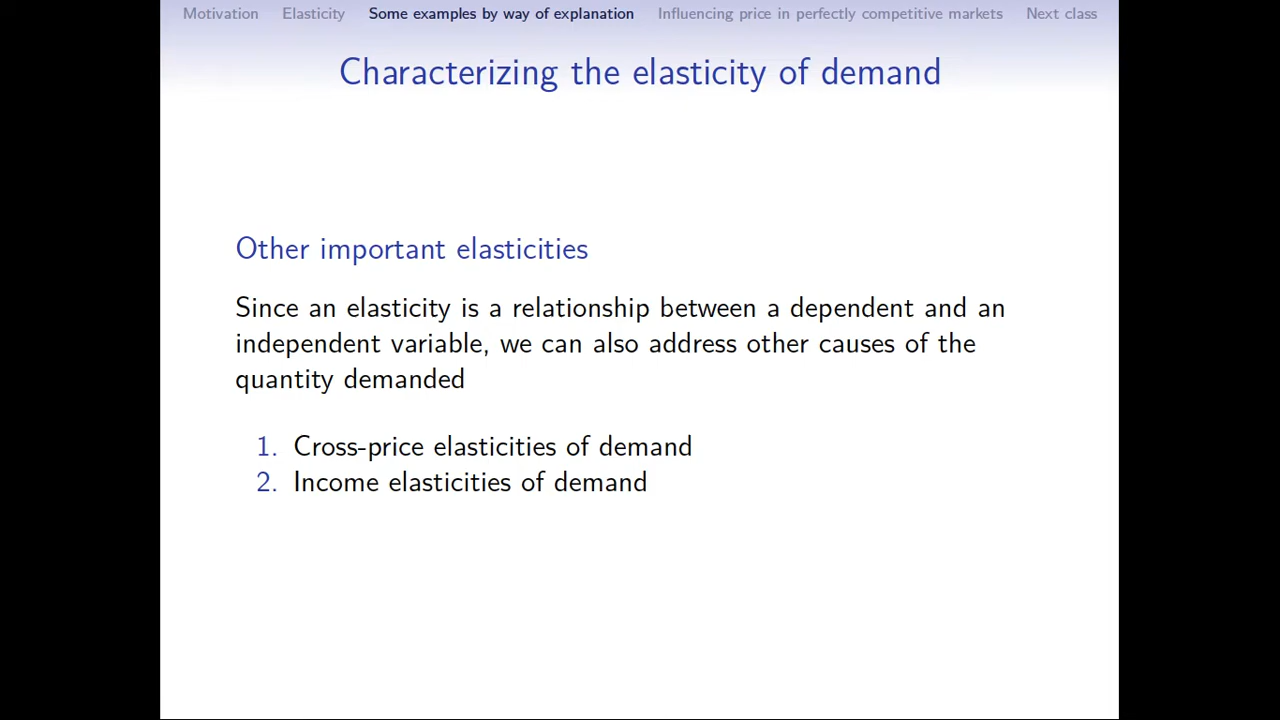 Motivation Elasticity Some examples by way of explanation Influencing price in perfectly competitive markets Next class
Characterizing the elasticity of demand
Other important elasticities
Since an elasticity is a relationship between a dependent and an
independent variable, we can also address other causes of the
quantity demanded
1. Cross-price elasticities of demand
2. Income elasticities of demand